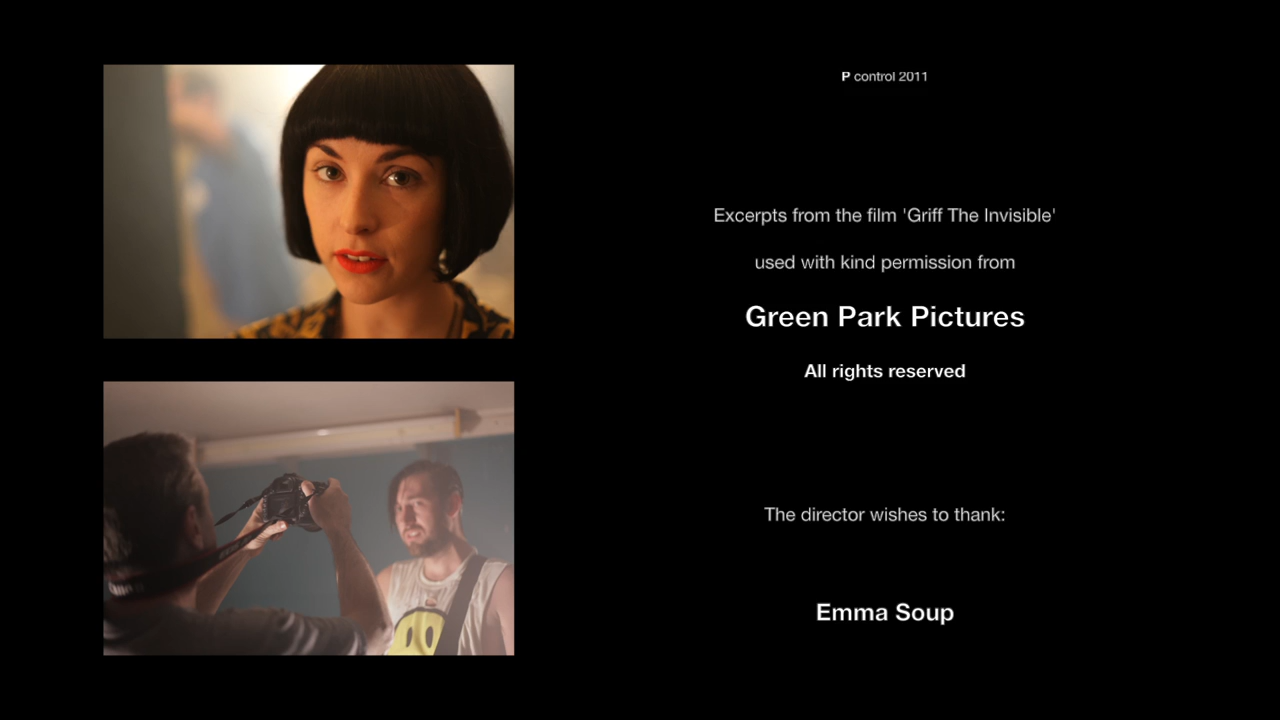 P control 2011
Excerpts from the film 'Griff The Invisible'
used with kind permission from
Green Park Pictures
All rights reserved
The director wishes to thank:
Emma Soup